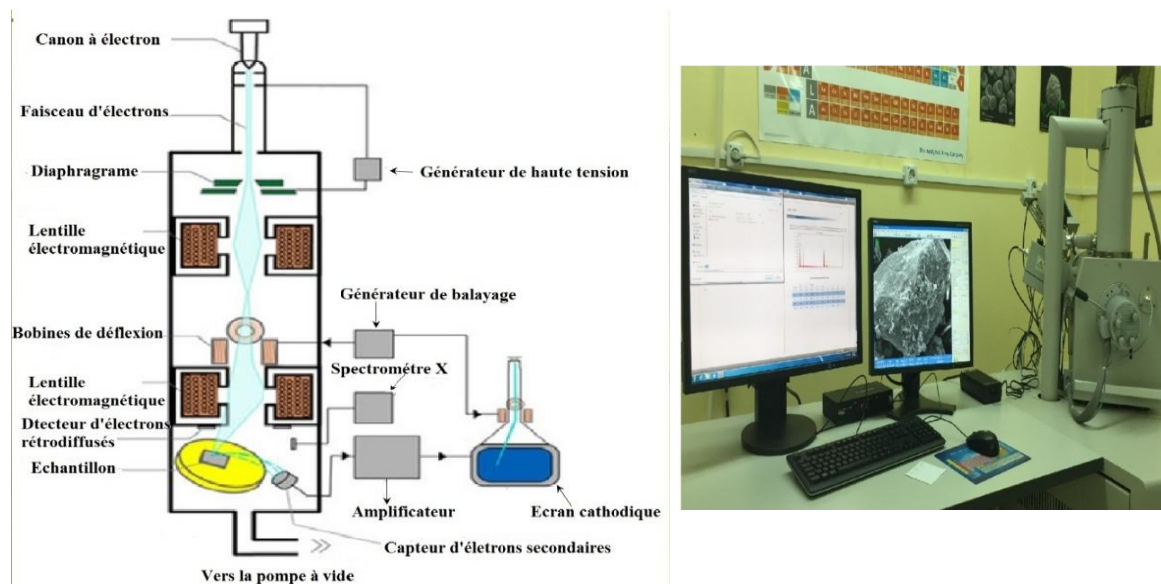 Canon à électron
Faisceau d'électrons
Diaphragrame
Générateur de haute tension
Lentille
électromagnétique
Générateur de balayage
Bobines de déflexion
Spectrométre X
Lentille
électromagnétique
Dtecteur d'électrons
rétrodiffusés
Echantillon
Amplificateur
Ecran cathodique
Capteur d'életrons secondaires
Vers la pompe à vide
L
A